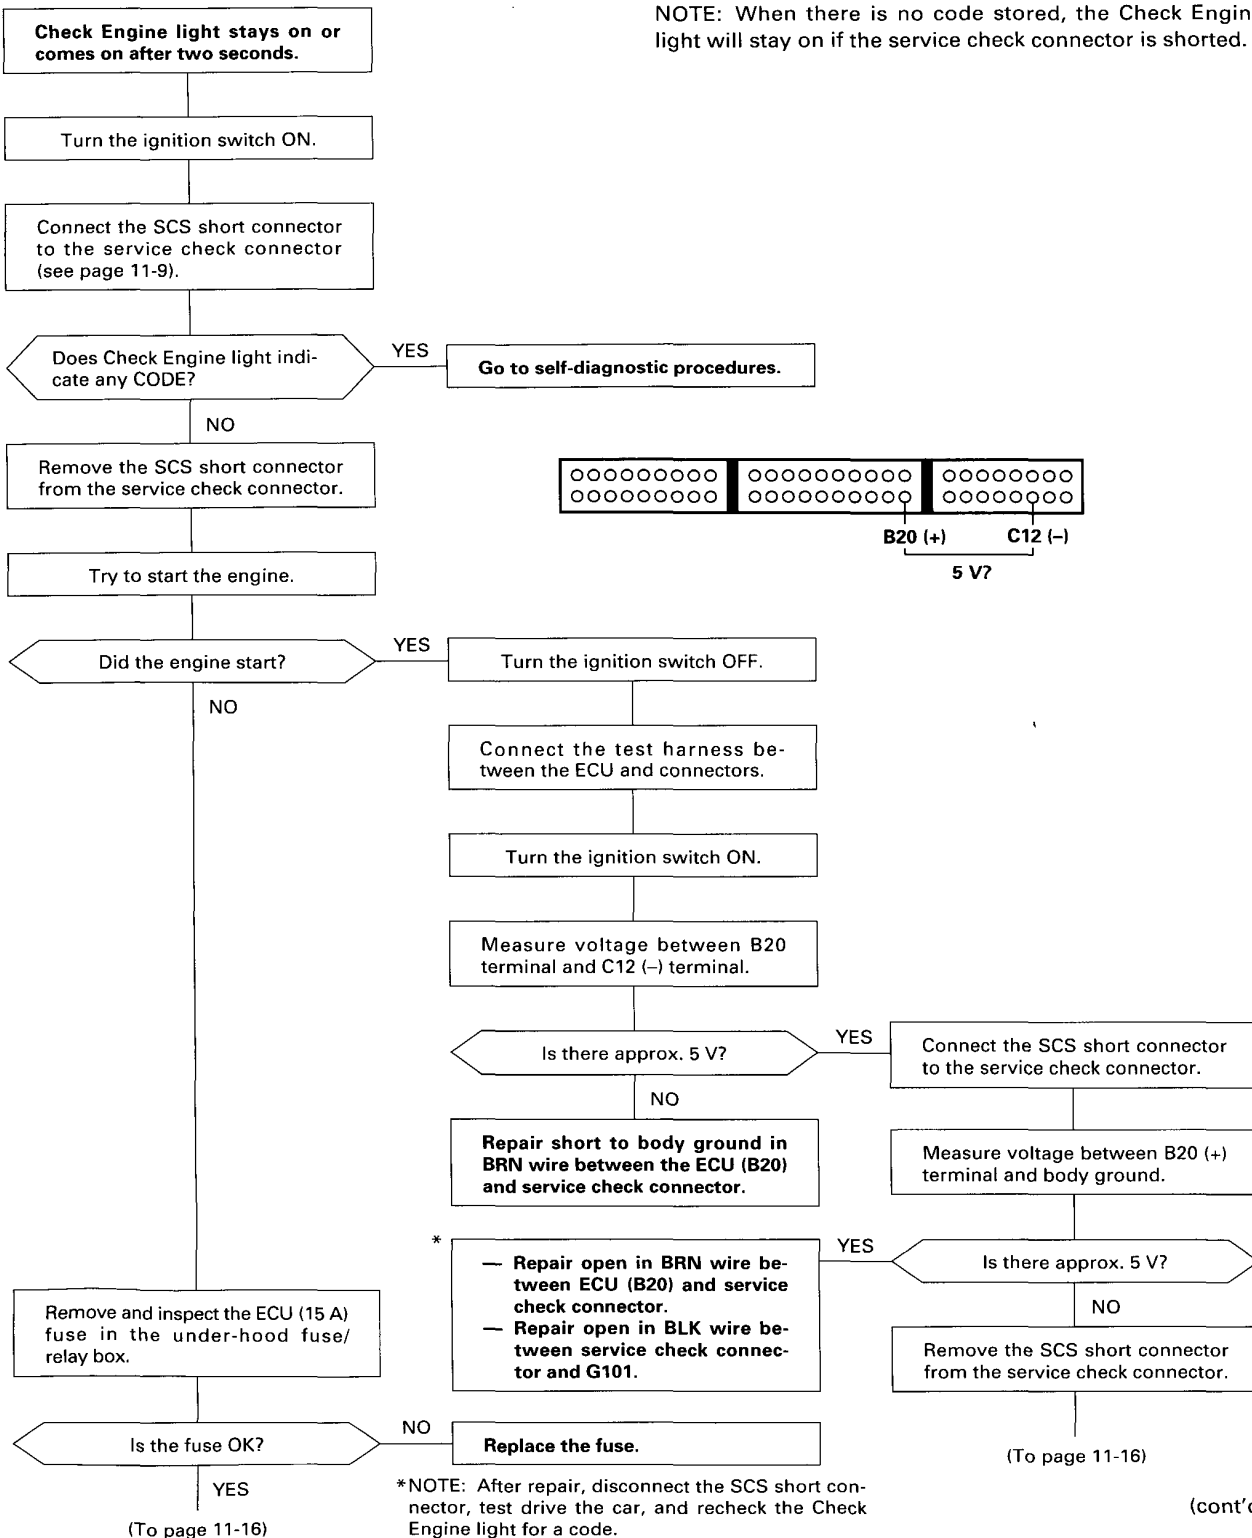 Check Engine light stays on or
comes on after two seconds.
NOTE: When there is no code stored, the Check Engin
light will stay on if the service check connector is shorted.
Turn the ignition switch ON.
Connect the SCS short connector
to the service check connector
(see page 11-9).
Does Check Engine light indi-
cate any CODE?
YES
Go to self-diagnostic procedures.
NO
Remove the SCS short connector
from the service check connector.
B20 (+)
C12 (–)
5 V?
Try to start the engine.
Did the engine start?
YES
Turn the ignition switch OFF.
NO
Connect the test harness be-
tween the ECU and connectors.
Turn the ignition switch ON.
Measure voltage between B20
terminal and C12 (–) terminal.
Is there approx. 5 V?
YES
Connect the SCS short connector
to the service check connector.
NO
Repair short to body ground in
BRN wire between the ECU (B20)
and service check connector.
Measure voltage between B20 (+)
terminal and body ground.
Is there approx. 5 V?
YES
*
— Repair open in BRN wire be-
tween ECU (B20) and service
check connector.
— Repair open in BLK wire be-
tween service check connec-
tor and G101.
NO
Remove the SCS short connector
from the service check connector.
(To page 11-16)
Remove and inspect the ECU (15 A)
fuse in the under-hood fuse/
relay box.
Is the fuse OK?
NO
Replace the fuse.
YES
(To page 11-16)
*NOTE: After repair, disconnect the SCS short con-
nector, test drive the car, and recheck the Check
Engine light for a code.
(cont'd